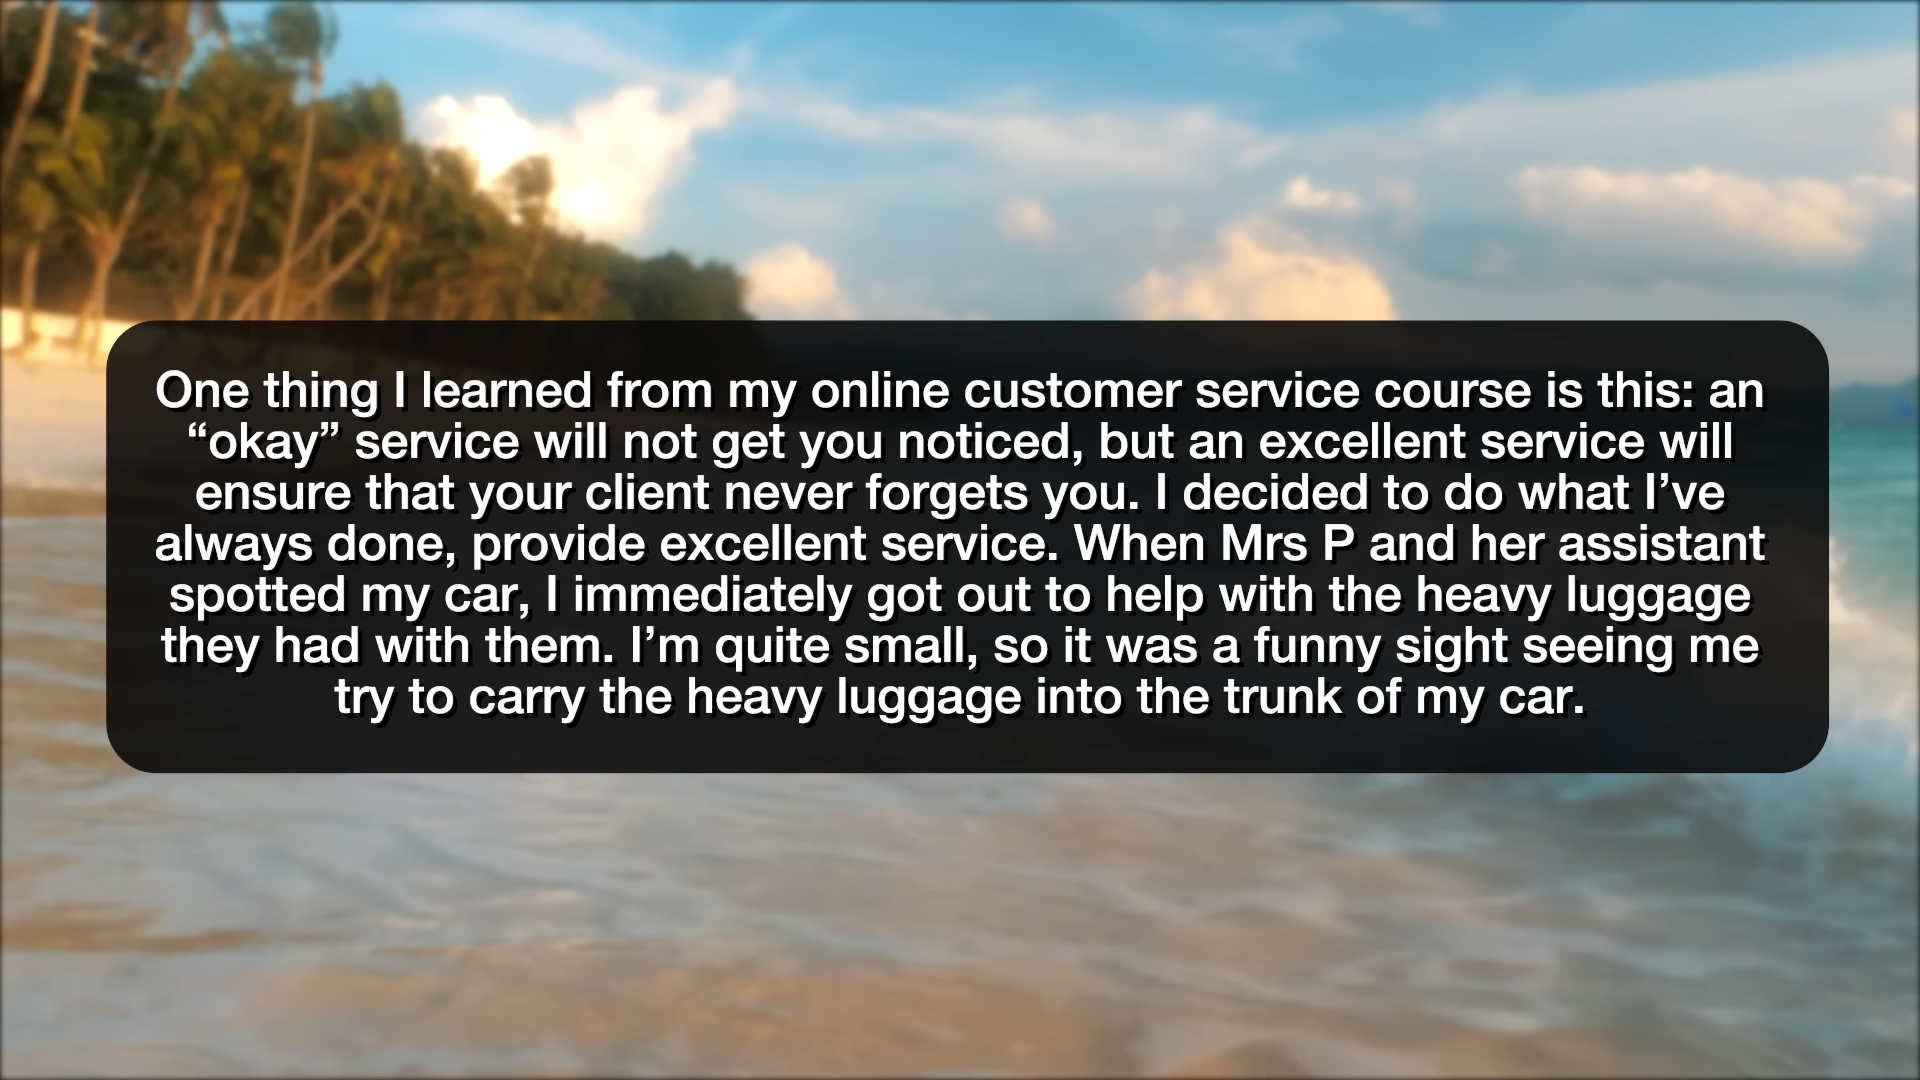 One thing I learned from my online customer service course is this: an
“okay” service will not get you noticed, but an excellent service will
ensure that your client never forgets you. I decided to do what I’ve
always done, provide excellent service. When Mrs P and her assistant
spotted my car, I immediately got out to help with the heavy luggage
they had with them. I’m quite small, so it was a funny sight seeing me
try to carry the heavy luggage into the trunk of my car.